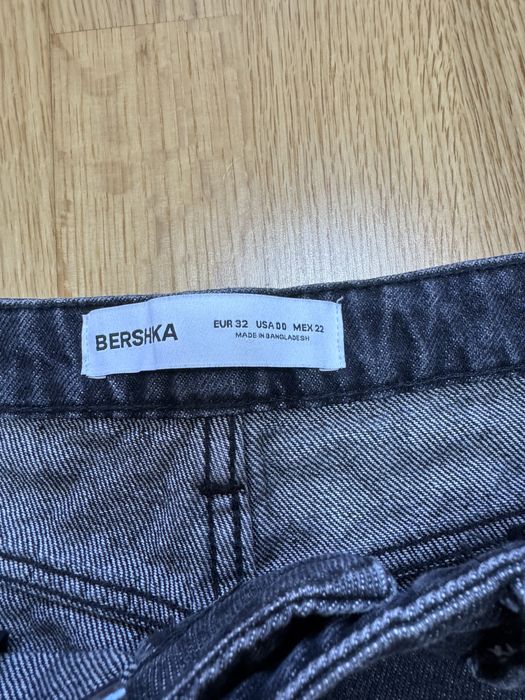 BERSHKA
EUR 32 USA 00 MEX 22
MADE IN BANGLADESH